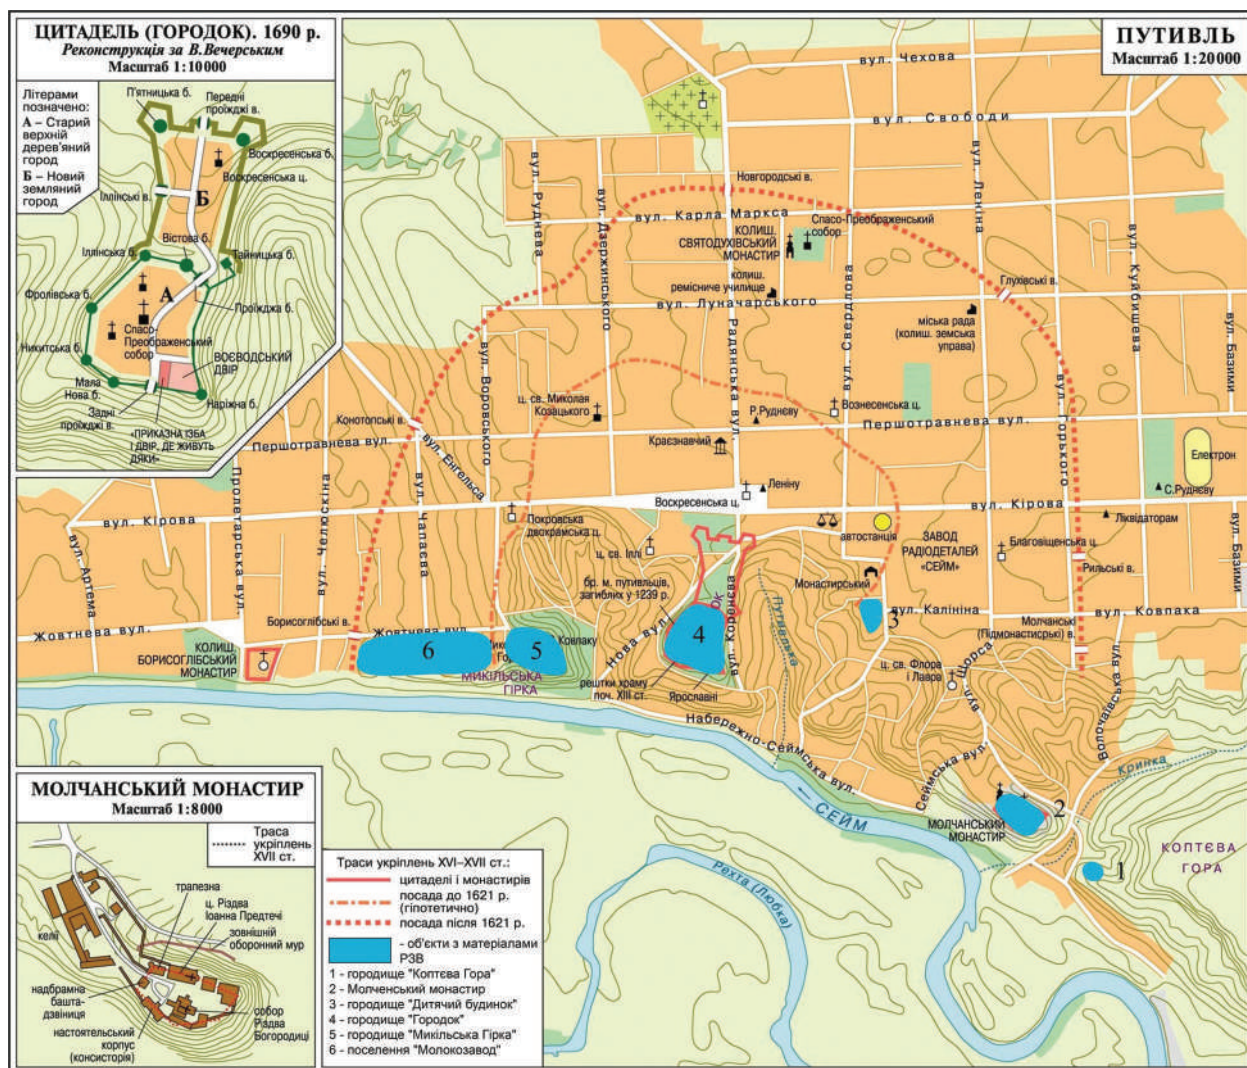 ЦИТАДЕЛЬ (ГОРОДОК). 1690 р.
Реконструкція за В.Вечерським
Масштаб 1:10000
Літерами
позначено:
А – Старий
верхній
дерев'яний
город
Б – Новий
земляний
город
П'ятницька б.
Передні
проїжджі в.
Воскресенська б.
Воскресенська ц.
Іллінські в.
Б
Вістова б.
Іллінська б.
Тайницька б.
А
Фролівська б.
Проїжджа б.
Спасо-
Преображенський
собор
Никитська б.
ВОЄВОДСЬКИЙ
ДВІР
Мала
Нова б.
Наріжна б.
Задні
проїжджі в.
«ПРИКАЗНА ІЗБА
І ДВІР, ДЕ ЖИВУТЬ
ДЯКИ»
ПУТИВЛЬ
Масштаб 1:20000
вул. Чехова
вул. Свободи
вул. Руднева
вул. Дзержинського
вул. Леніна
Новгородські в.
вул. Карла Маркса
Спасо-Преображенський
собор
КОЛИШ.
СВЯТОДУХІВСЬКИЙ
МОНАСТИР
колиш.
ремісниче училище
вул. Куйбишева
Глухівські в.
вул. Луначарського
Радянська вул.
вул. Свердлова
міська рада
(колиш. земська
управа)
вул. Базими
вул. Воровського
ц. св. Миколая
Козацького
Р.Руднєву
Вознесенська ц.
Конотопські в.
Першотравнева вул.
вул. Енгельса
Першотравнева вул.
вул. Горького
Краєзнавчий
Електрон
Пролетарська вул.
вул. Челюскіна
вул. Чапаєва
Леніну
Воскресенська ц.
С.Руднєву
вул. Кірова
вул. Кірова
Покровська
двохрамська ц.
Ліквідаторам
автостанція
ЗАВОД
РАДІОДЕТАЛЕЙ
«СЕЙМ»
Благовіщенська ц.
вул. Артема
ц. св. Іллі
бр. м. путивльців,
загиблих у 1239 р.
Монастирський
Рильські в.
вул. Базими
Путивлька
вул. Калініна
вул. Ковпака
Борисоглібські в.
Жовтнева вул.
Жовтнева вул.
Ковпаку
Нова вул.
вул. Коренєва
Молчанські
(Підмонастирські) в.
КОЛИШ.
БОРИСОГЛІБСЬКИЙ
МОНАСТИР
6
5
4
3
МИКІЛЬСЬКА
ГІРКА
рештки храму
поч. XIII ст.
Ярославні
ц. св. Флора
і Лавра
вул. Щорса
Волочаївська вул.
Набережно-Сеймська вул.
Сеймська вул.
Кринка
← СЕЙМ
МОЛЧАНСЬКИЙ
МОНАСТИР
2
1
КОПТЄВА
ГОРА
Рехта (Любка)
МОЛЧАНСЬКИЙ МОНАСТИР
Масштаб 1:8000
Траса
укріплень
XVII ст.
трапезна
ц. Різдва
Іоанна Предтечі
зовнішній
оборонний мур
келії
надбрамна
башта-
дзвіниця
настоятельський
корпус
(консисторія)
собор
Різдва
Богородиці
Траси укріплень XVI–XVII ст.:
цитаделі і монастирів
посада до 1621 р.
(гіпотетично)
посада після 1621 р.
- об'єкти з матеріалами
РЗВ
1 - городище "Коптєва Гора"
2 - Молченський монастир
3 - городище "Дитячий будинок"
4 - городище "Городок"
5 - городище "Микільська Гірка"
6 - поселення "Молокозавод"